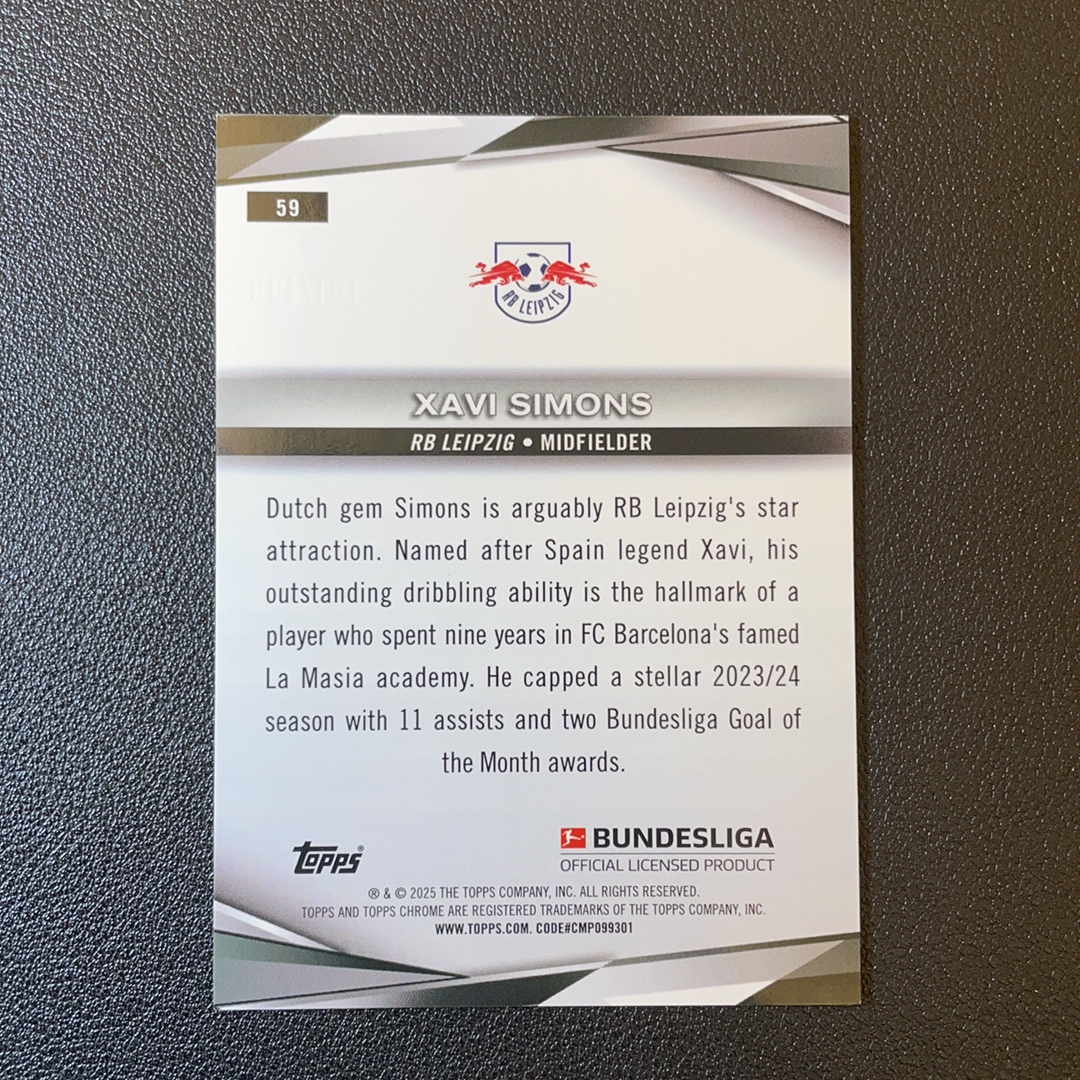 59
RB LEIPZIG
XAVI SIMONS
RB LEIPZIG • MIDFIELDER
Dutch gem Simons is arguably RB Leipzig's star
attraction. Named after Spain legend Xavi, his
outstanding dribbling ability is the hallmark of a
player who spent nine years in FC Barcelona's famed
La Masia academy. He capped a stellar 2023/24
season with 11 assists and two Bundesliga Goal of
the Month awards.
topps®
BUNDESLIGA
OFFICIAL LICENSED PRODUCT
® & © 2025 THE TOPPS COMPANY, INC. ALL RIGHTS RESERVED.
TOPPS AND TOPPS CHROME ARE REGISTERED TRADEMARKS OF THE TOPPS COMPANY, INC.
WWW.TOPPS.COM. CODE#CMP099301